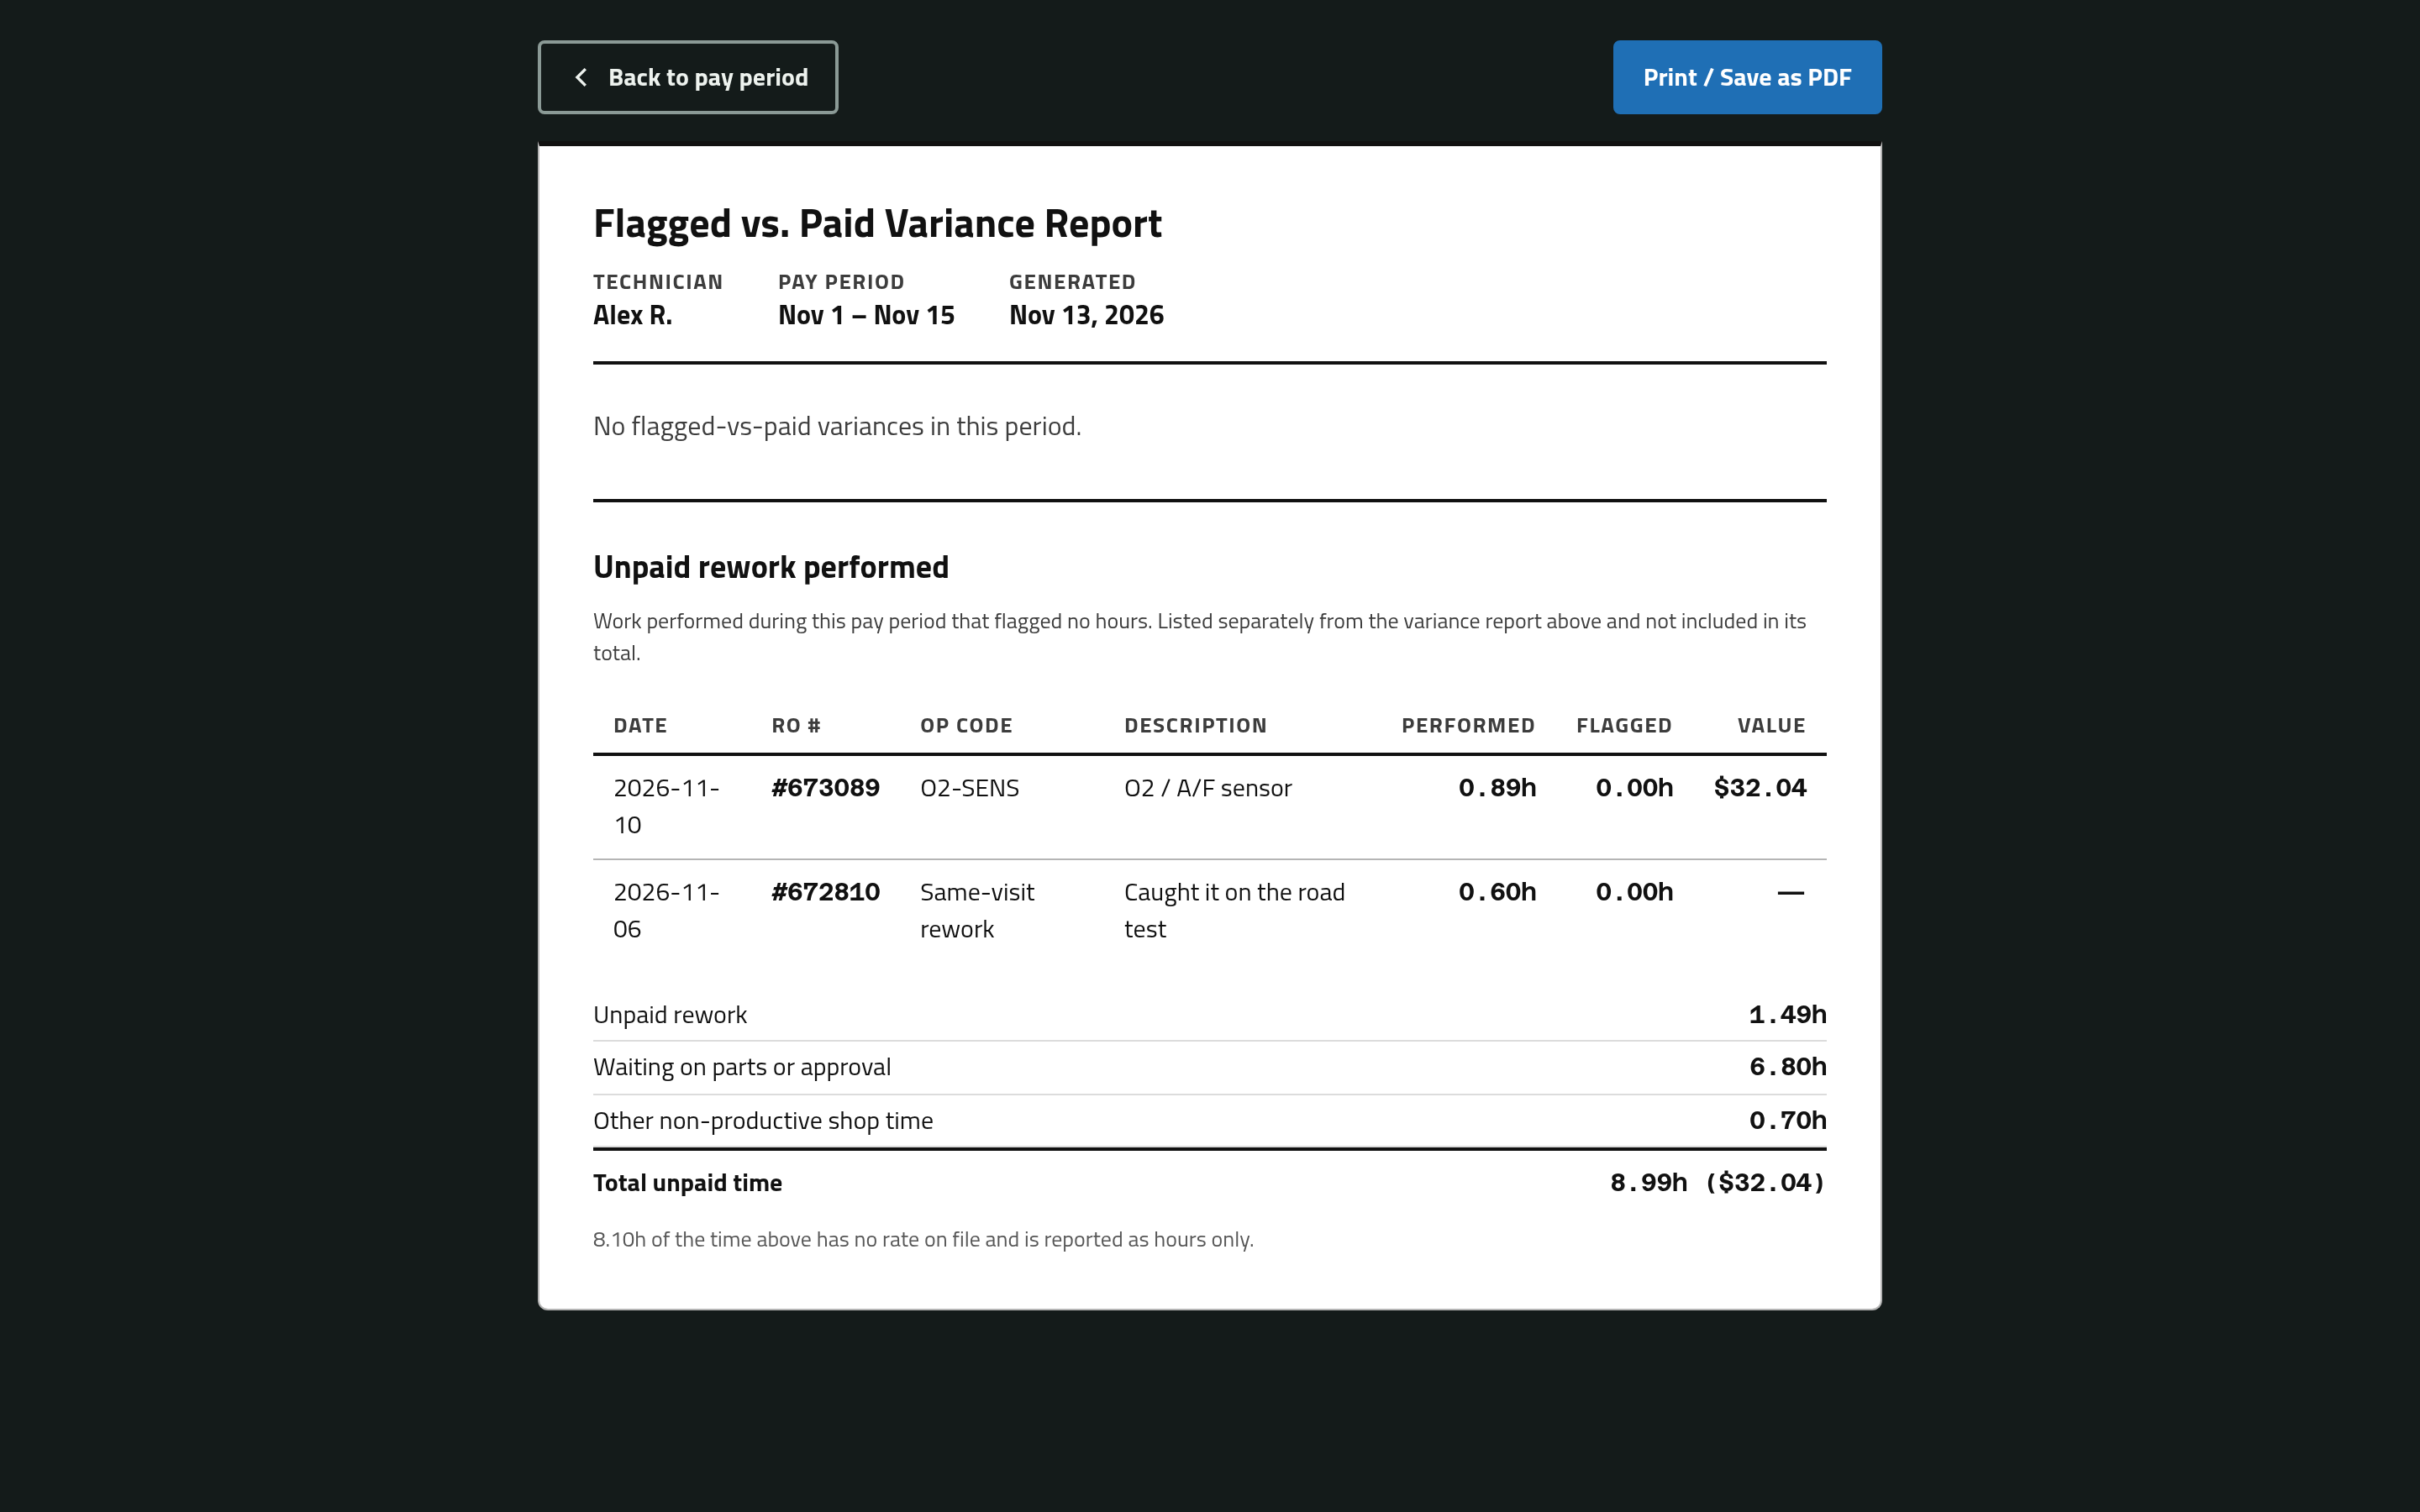 Back to pay period
Print / Save as PDF
Flagged vs. Paid Variance Report
TECHNICIAN PAY PERIOD GENERATED
Alex R. Nov 1 – Nov 15 Nov 13, 2026
No flagged-vs-paid variances in this period.
Unpaid rework performed
Work performed during this pay period that flagged no hours. Listed separately from the variance report above and not included in its
total.
DATE RO # OP CODE DESCRIPTION PERFORMED FLAGGED VALUE
2026-11- #673089 O2-SENS O2 / A/F sensor 0.89h 0.00h $32.04
10
2026-11- #672810 Same-visit Caught it on the road 0.60h 0.00h —
06 rework test
Unpaid rework 1.49h
Waiting on parts or approval 6.80h
Other non-productive shop time 0.70h
Total unpaid time 8.99h ($32.04)
8.10h of the time above has no rate on file and is reported as hours only.